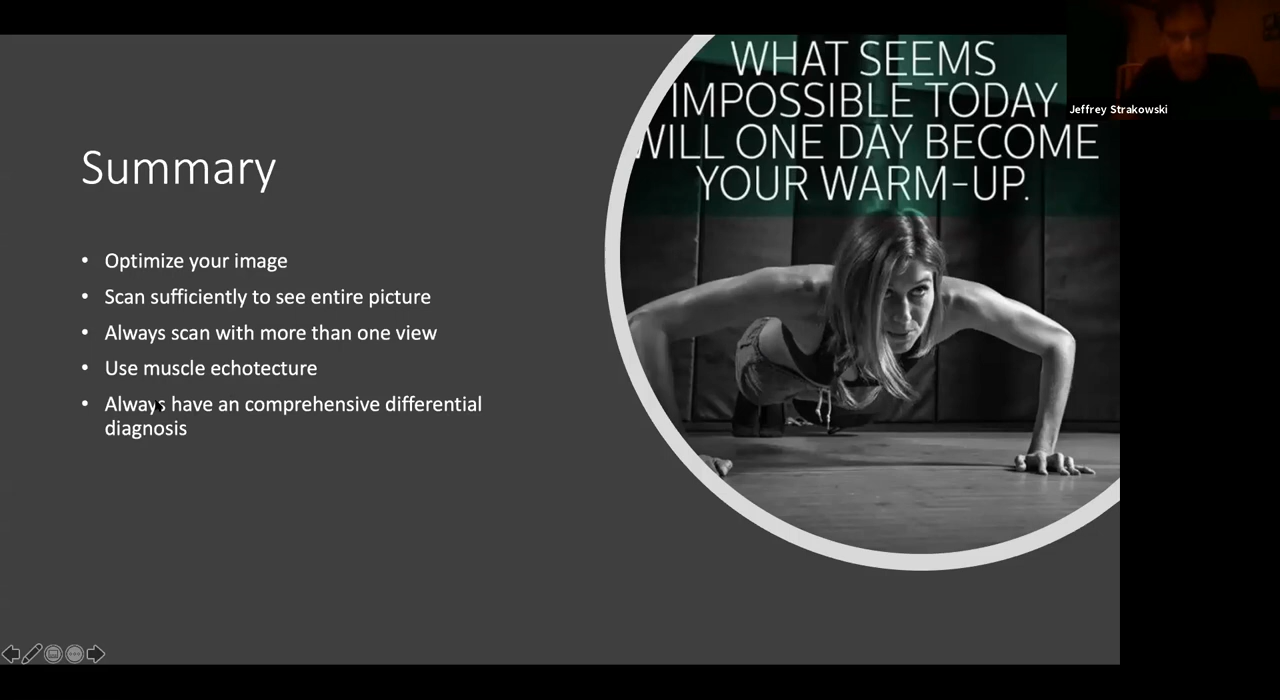 Summary
• Optimize your image
• Scan sufficiently to see entire picture
• Always scan with more than one view
• Use muscle echotecture
• Always have an comprehensive differential
diagnosis
WHAT SEEMS
IMPOSSIBLE TODAY
WILL ONE DAY BECOME
YOUR WARM-UP.
Jeffrey Strakowski